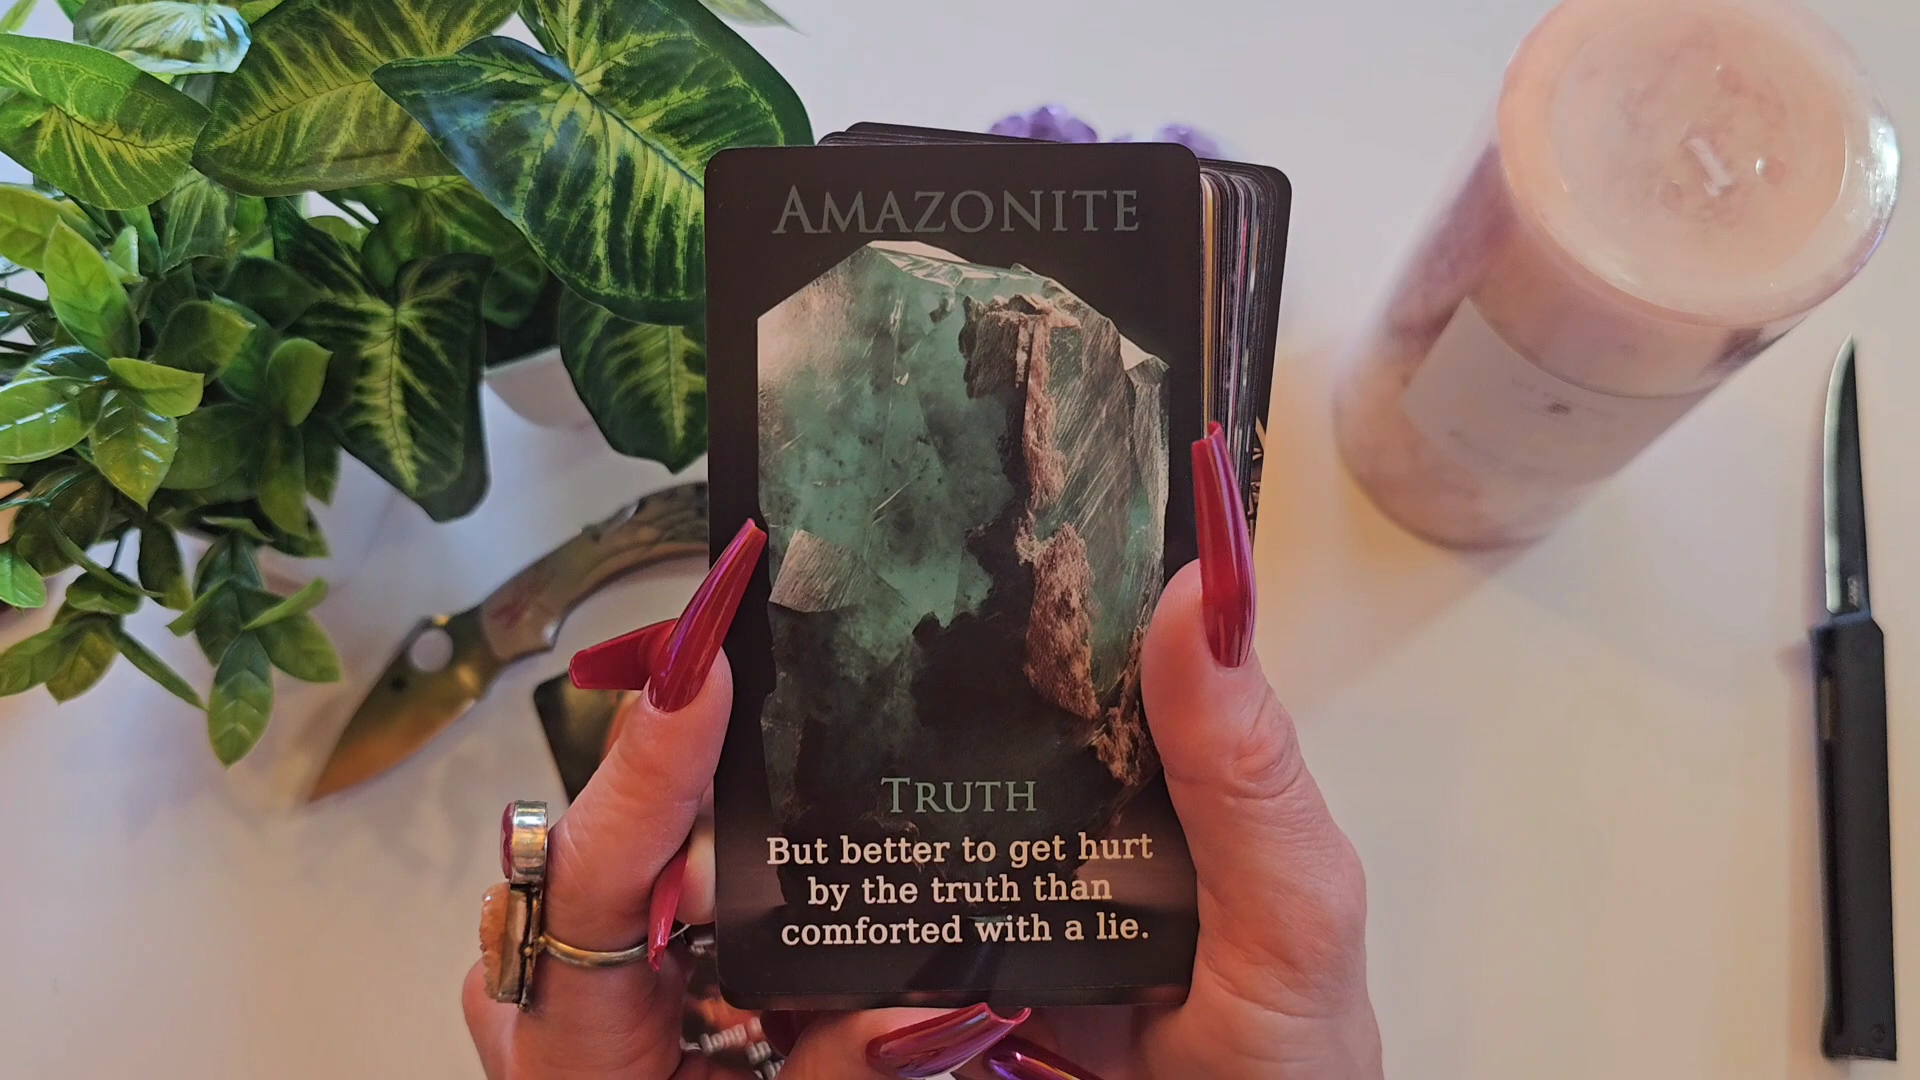 AMAZONITE
TRUTH
But better to get hurt
by the truth than
comforted with a lie.